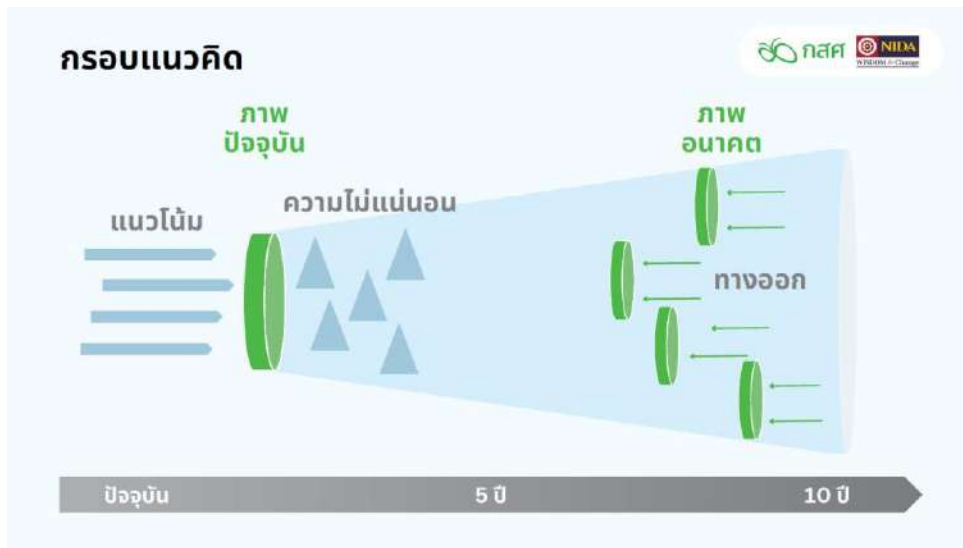 กรอบแนวคิด
กสศ NIDA
WISDOM for Change
ภาพ
ปัจจุบัน
ภาพ
อนาคต
แนวโน้ม
ความไม่แน่นอน
ทางออก
ปัจจุบัน 5 ปี 10 ปี